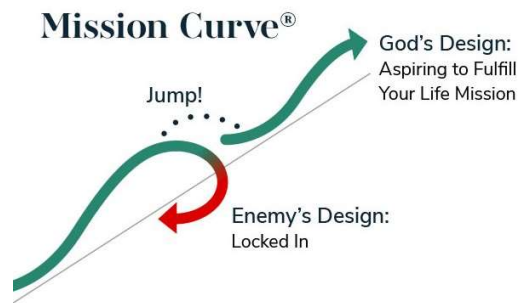 Mission Curve®
God's Design:
Aspiring to Fulfill
Your Life Mission
Jump!
Enemy's Design:
Locked In